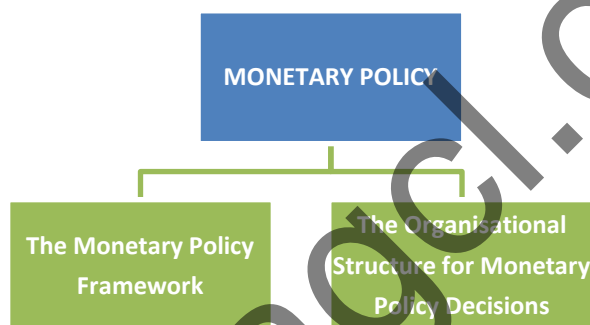 MONETARY POLICY
The Monetary Policy
Framework
The Organisational
Structure for Monetary
Policy Decisions